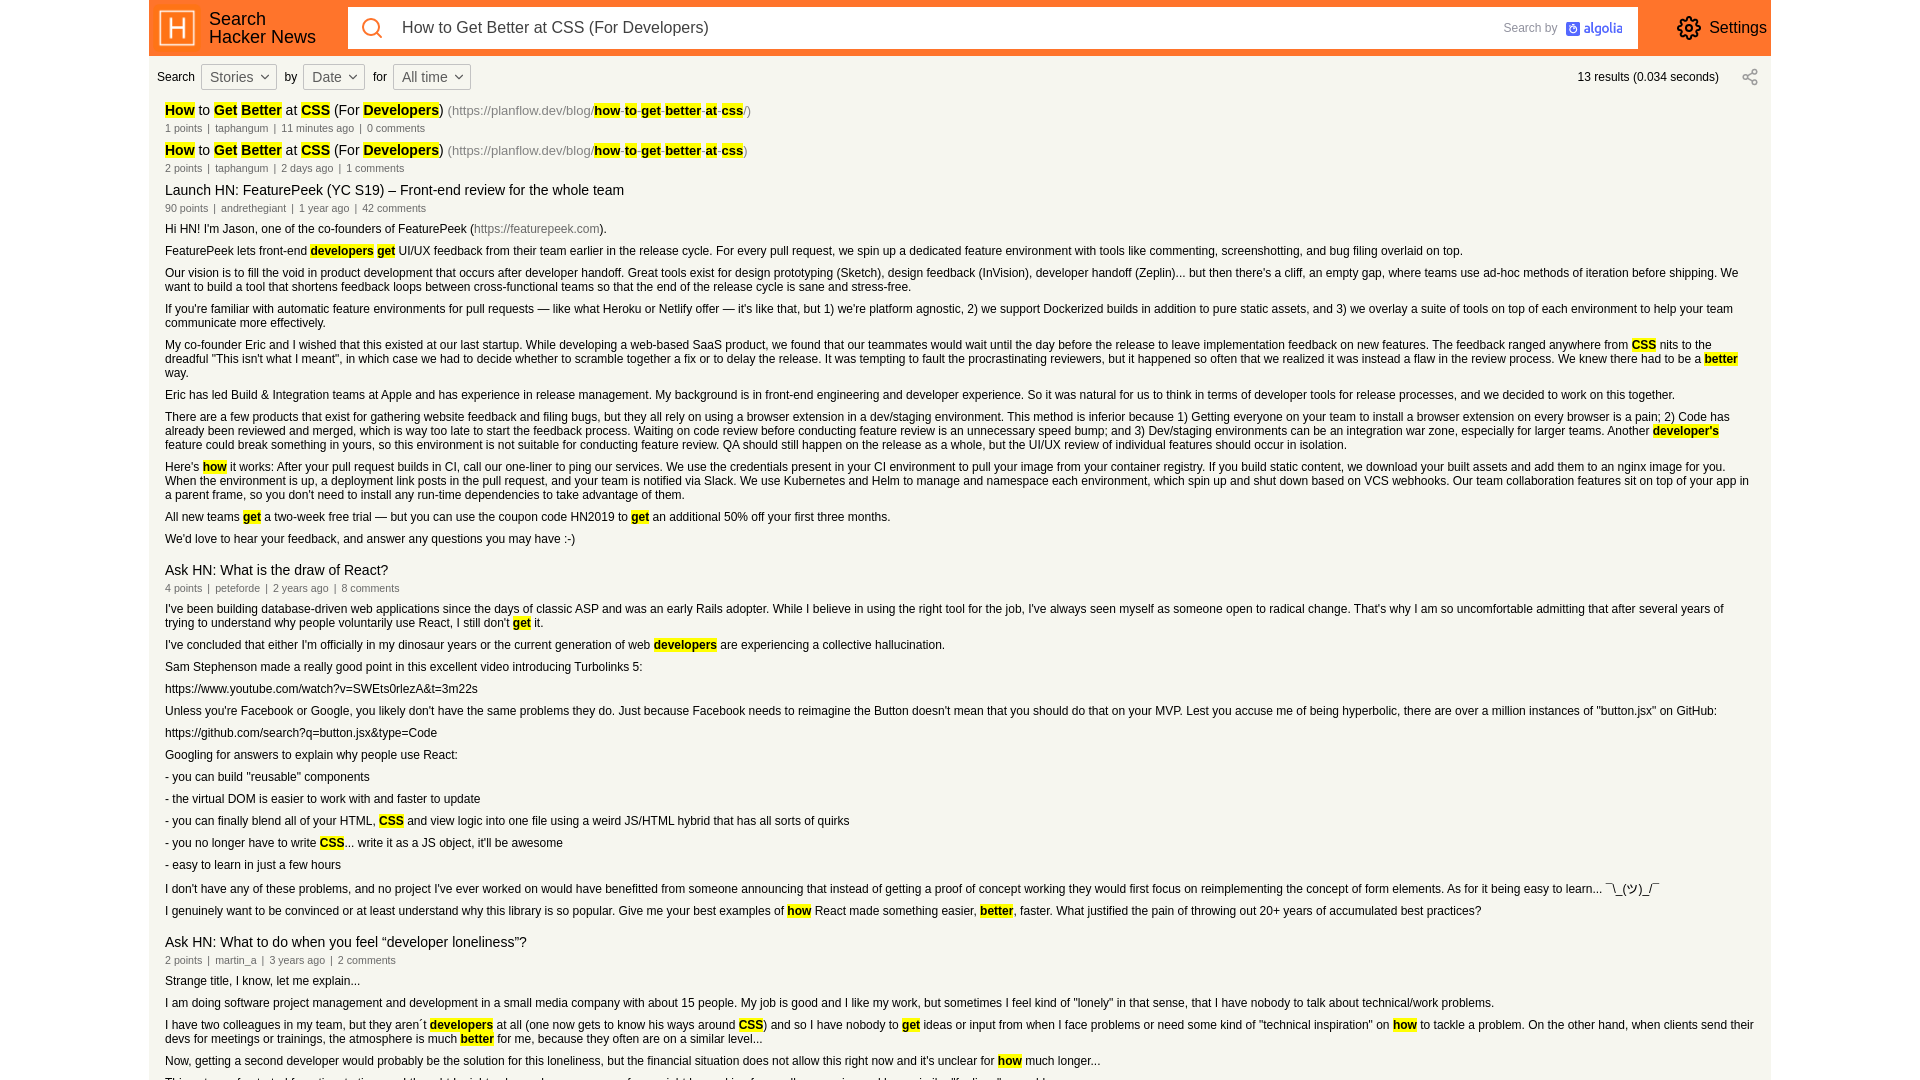 Search
Hacker News
How to Get Better at CSS (For Developers)
Search by algolia
Settings
Search Stories by Date for All time
13 results (0.034 seconds)
How to Get Better at CSS (For Developers) (https://planflow.dev/blog/how-to-get-better-at-css/)
1 points | taphangum | 11 minutes ago | 0 comments
How to Get Better at CSS (For Developers) (https://planflow.dev/blog/how-to-get-better-at-css)
2 points | taphangum | 2 days ago | 1 comments
Launch HN: FeaturePeek (YC S19) – Front-end review for the whole team
90 points | andrethegiant | 1 year ago | 42 comments
Hi HN! I'm Jason, one of the co-founders of FeaturePeek (https://featurepeek.com).
FeaturePeek lets front-end developers get UI/UX feedback from their team earlier in the release cycle. For every pull request, we spin up a dedicated feature environment with tools like commenting, screenshotting, and bug filing overlaid on top.
Our vision is to fill the void in product development that occurs after developer handoff. Great tools exist for design prototyping (Sketch), design feedback (InVision), developer handoff (Zeplin)... but then there's a cliff, an empty gap, where teams use ad-hoc methods of iteration before shipping. We
want to build a tool that shortens feedback loops between cross-functional teams so that the end of the release cycle is sane and stress-free.
If you're familiar with automatic feature environments for pull requests — like what Heroku or Netlify offer — it's like that, but 1) we're platform agnostic, 2) we support Dockerized builds in addition to pure static assets, and 3) we overlay a suite of tools on top of each environment to help your team
communicate more effectively.
My co-founder Eric and I wished that this existed at our last startup. While developing a web-based SaaS product, we found that our teammates would wait until the day before the release to leave implementation feedback on new features. The feedback ranged anywhere from CSS nits to the
dreadful "This isn't what I meant", in which case we had to decide whether to scramble together a fix or to delay the release. It was tempting to fault the procrastinating reviewers, but it happened so often that we realized it was instead a flaw in the review process. We knew there had to be a better
way.
Eric has led Build & Integration teams at Apple and has experience in release management. My background is in front-end engineering and developer experience. So it was natural for us to think in terms of developer tools for release processes, and we decided to work on this together.
There are a few products that exist for gathering website feedback and filing bugs, but they all rely on using a browser extension in a dev/staging environment. This method is inferior because 1) Getting everyone on your team to install a browser extension on every browser is a pain; 2) Code has
already been reviewed and merged, which is way too late to start the feedback process. Waiting on code review before conducting feature review is an unnecessary speed bump; and 3) Dev/staging environments can be an integration war zone, especially for larger teams. Another developer's
feature could break something in yours, so this environment is not suitable for conducting feature review. QA should still happen on the release as a whole, but the UI/UX review of individual features should occur in isolation.
Here's how it works: After your pull request builds in CI, call our one-liner to ping our services. We use the credentials present in your CI environment to pull your image from your container registry. If you build static content, we download your built assets and add them to an nginx image for you.
When the environment is up, a deployment link posts in the pull request, and your team is notified via Slack. We use Kubernetes and Helm to manage and namespace each environment, which spin up and shut down based on VCS webhooks. Our team collaboration features sit on top of your app in
a parent frame, so you don't need to install any run-time dependencies to take advantage of them.
All new teams get a two-week free trial — but you can use the coupon code HN2019 to get an additional 50% off your first three months.
We'd love to hear your feedback, and answer any questions you may have :-)
Ask HN: What is the draw of React?
4 points | peteforde | 2 years ago | 8 comments
I've been building database-driven web applications since the days of classic ASP and was an early Rails adopter. While I believe in using the right tool for the job, I've always seen myself as someone open to radical change. That's why I am so uncomfortable admitting that after several years of
trying to understand why people voluntarily use React, I still don't get it.
I've concluded that either I'm officially in my dinosaur years or the current generation of web developers are experiencing a collective hallucination.
Sam Stephenson made a really good point in this excellent video introducing Turbolinks 5:
https://www.youtube.com/watch?v=SWEts0rlezA&t=3m22s
Unless you're Facebook or Google, you likely don't have the same problems they do. Just because Facebook needs to reimagine the Button doesn't mean that you should do that on your MVP. Lest you accuse me of being hyperbolic, there are over a million instances of "button.jsx" on GitHub:
https://github.com/search?q=button.jsx&type=Code
Googling for answers to explain why people use React:
- you can build "reusable" components
- the virtual DOM is easier to work with and faster to update
- you can finally blend all of your HTML, CSS and view logic into one file using a weird JS/HTML hybrid that has all sorts of quirks
- you no longer have to write CSS... write it as a JS object, it'll be awesome
- easy to learn in just a few hours
I don't have any of these problems, and no project I've ever worked on would have benefitted from someone announcing that instead of getting a proof of concept working they would first focus on reimplementing the concept of form elements. As for it being easy to learn... ¯\_(ツ)_/¯
I genuinely want to be convinced or at least understand why this library is so popular. Give me your best examples of how React made something easier, better, faster. What justified the pain of throwing out 20+ years of accumulated best practices?
Ask HN: What to do when you feel “developer loneliness”?
2 points | martin_a | 3 years ago | 2 comments
Strange title, I know, let me explain...
I am doing software project management and development in a small media company with about 15 people. My job is good and I like my work, but sometimes I feel kind of "lonely" in that sense, that I have nobody to talk about technical/work problems.
I have two colleagues in my team, but they aren´t developers at all (one now gets to know his ways around CSS) and so I have nobody to get ideas or input from when I face problems or need some kind of "technical inspiration" on how to tackle a problem. On the other hand, when clients send their
devs for meetings or trainings, the atmosphere is much better for me, because they often are on a similar level...
Now, getting a second developer would probably be the solution for this loneliness, but the financial situation does not allow this right now and it's unclear for how much longer...